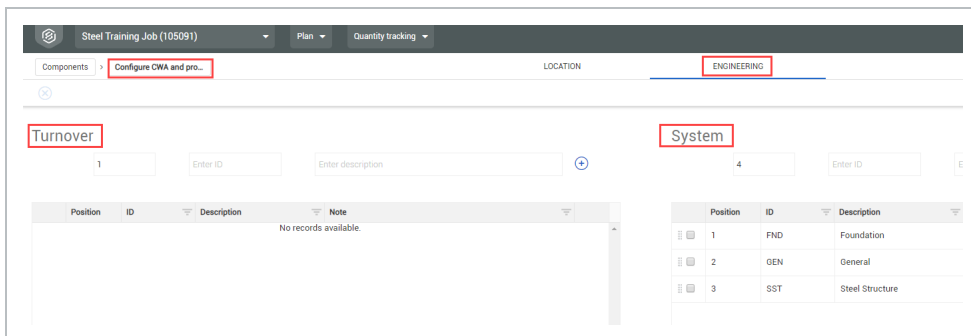 Steel Training Job (105091) Plan Quantity tracking
Components > Configure CWA and pro... LOCATION ENGINEERING
Turnover System
1 Enter ID Enter description 4 Enter ID E
Position ID Description Note Position ID Description
No records available.
1 FND Foundation
2 GEN General
3 SST Steel Structure